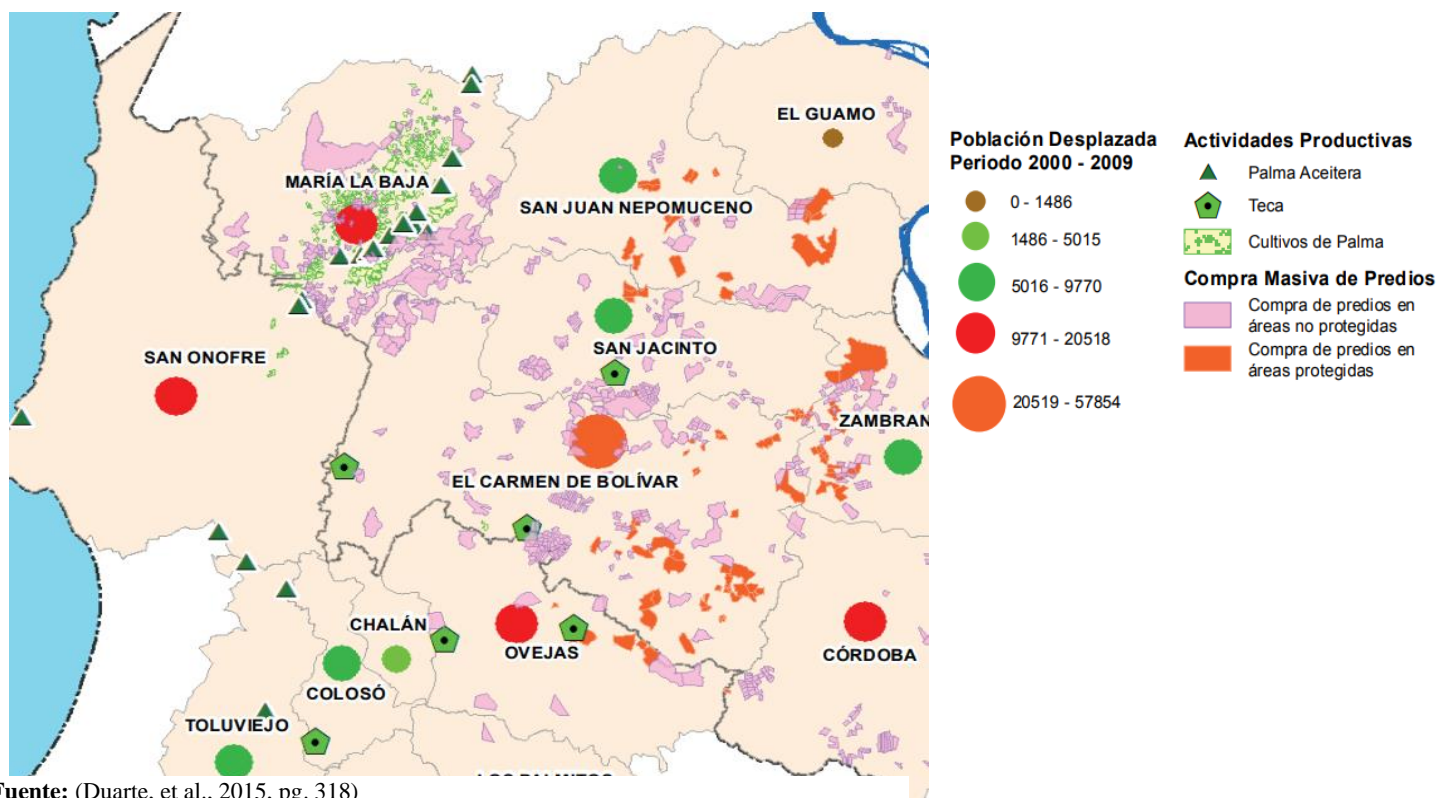 EL GUAMO
MARÍA LA BAJA
SAN JUAN NEPOMUCENO
SAN JACINTO
SAN ONOFRE
ZAMBRAN
EL CARMEN DE BOLÍVAR
CHALÁN
OVEJAS
CÓRDOBA
COLOSÓ
TOLUVIEJO
Población Desplazada
Periodo 2000 - 2009
0 - 1486
1486 - 5015
5016 - 9770
9771 - 20518
20519 - 57854
Actividades Productivas
Palma Aceitera
Teca
Cultivos de Palma
Compra Masiva de Predios
Compra de predios en
áreas no protegidas
Compra de predios en
áreas protegidas
Fuente: (Duarte, et al., 2015, pg. 318)